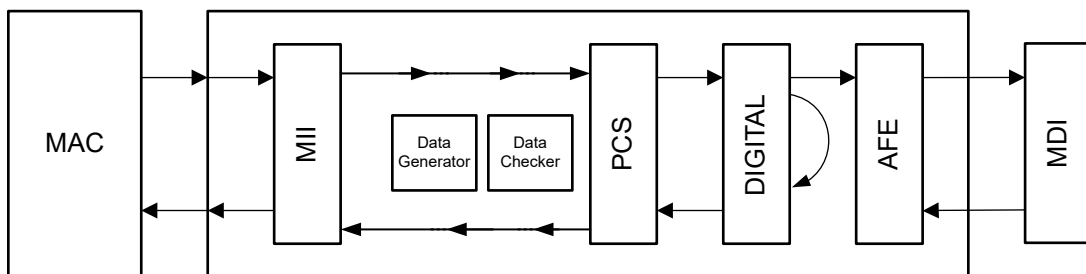 MAC
MII
Data
Generator
Data
Checker
PCS
DIGITAL
AFE
MDI